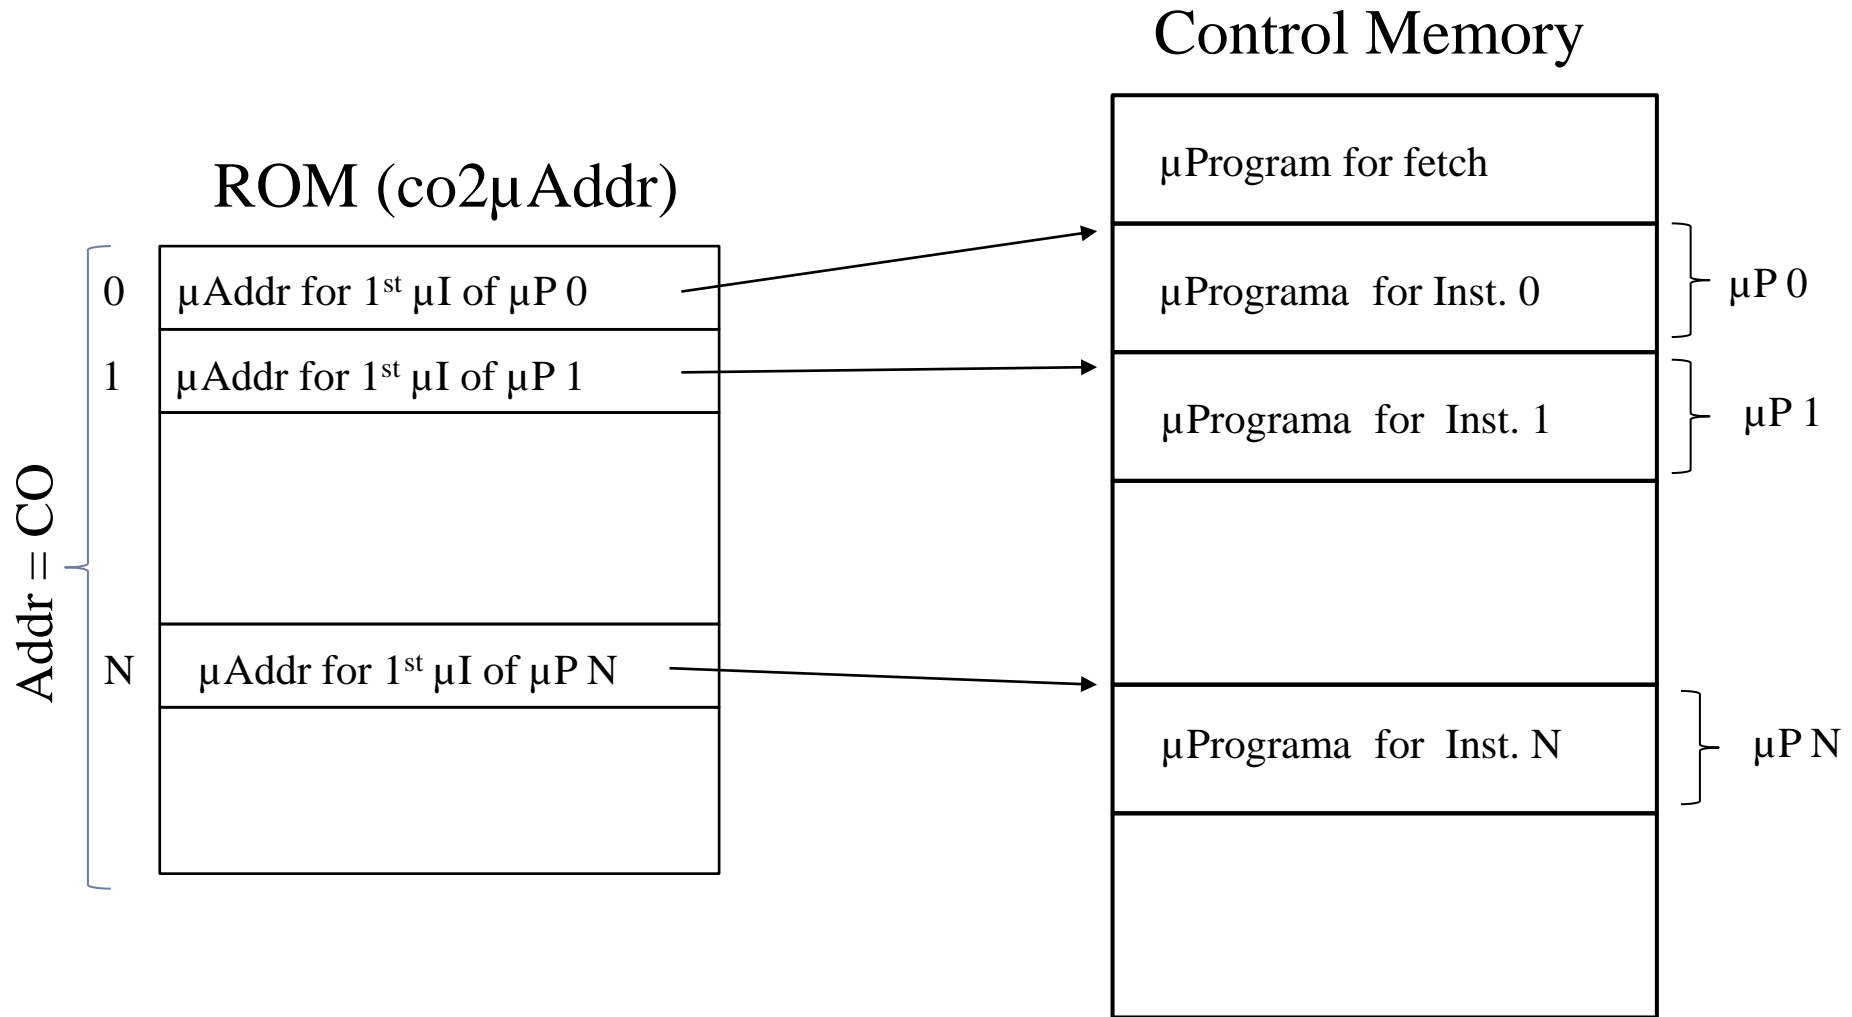 Control Memory
ROM (co2µAddr)
µProgram for fetch
0 µAddr for 1st µI of µP 0
µPrograma for Inst. 0
µP 0
1 µAddr for 1st µI of µP 1
µPrograma for Inst. 1
µP 1
Addr = CO
N µAddr for 1st µI of µP N
µPrograma for Inst. N
µP N